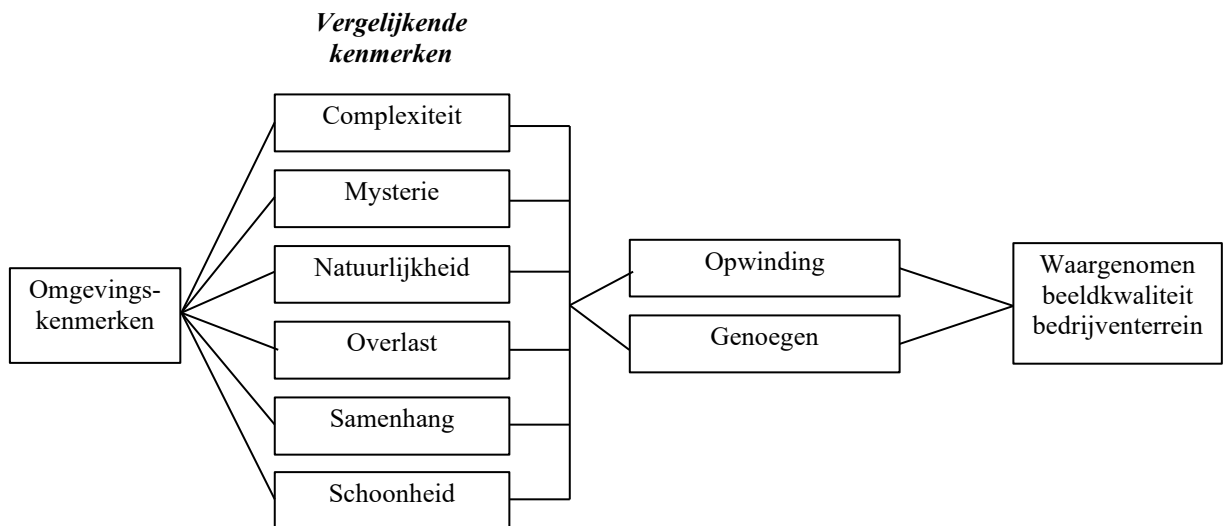 Vergelijkende
kenmerken
Complexiteit
Mysterie
Natuurlijkheid
Overlast
Samenhang
Schoonheid
Omgevings-
kenmerken
Opwinding
Genoegen
Waargenomen
beeldkwaliteit
bedrijventerrein